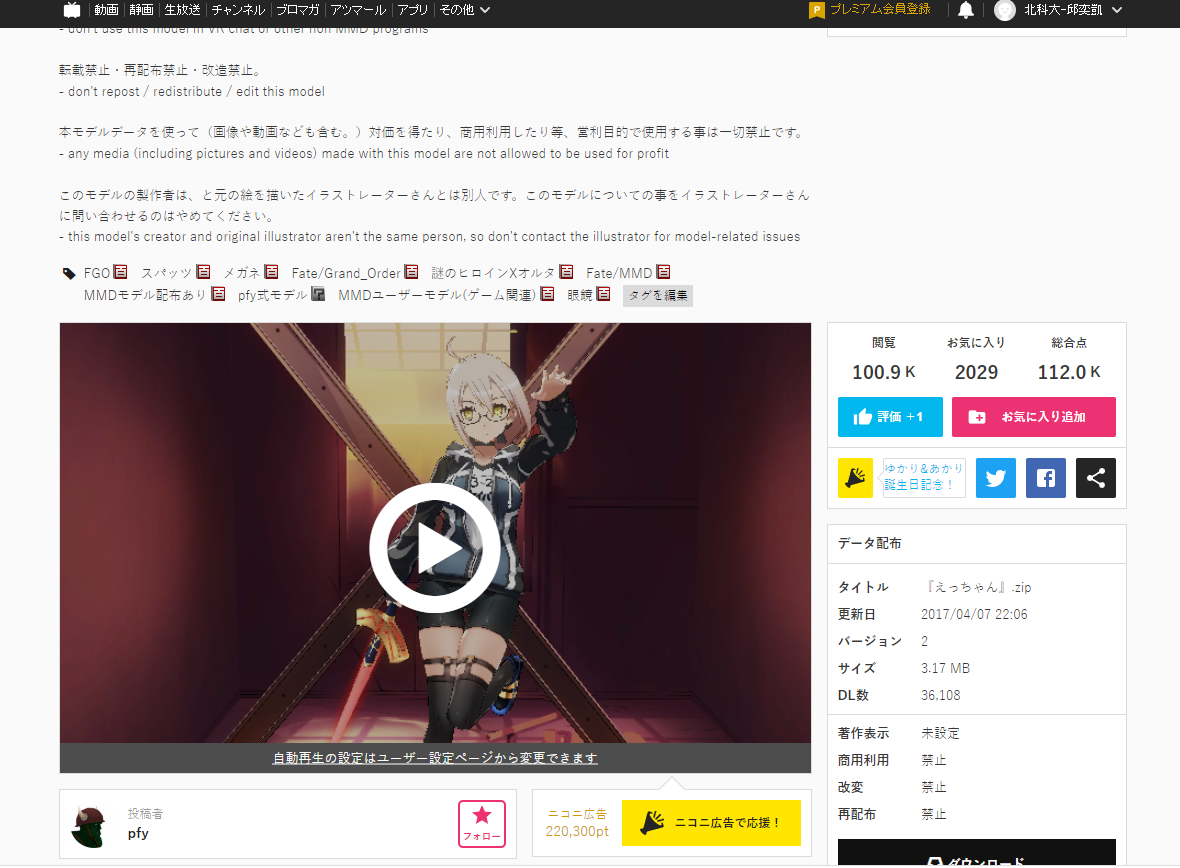 動画 静画 生放送 チャンネル ブロマガ アツマール アプリ その他
P プレミアム会員登録 北科大-邱奕凱
- don't use this model in VR chat or other non MMD programs
転載禁止・再配布禁止・改造禁止。
- don't repost / redistribute / edit this model
本モデルデータを使って（画像や動画なども含む。）対価を得たり、商用利用したり等、営利目的で使用する事は一切禁止です。
- any media (including pictures and videos) made with this model are not allowed to be used for profit
このモデルの製作者は、と元の絵を描いたイラストレーターさんとは別人です。このモデルについての事をイラストレーターさん
に問い合わせるのはやめてください。
- this model's creator and original illustrator aren't the same person, so don't contact the illustrator for model-related issues
FGO スパッツ メガネ Fate/Grand_Order 謎のヒロインXオルタ Fate/MMD
MMDモデル配布あり pfy式モデル MMDユーザーモデル(ゲーム関連) 眼鏡 タグを編集
自動再生の設定はユーザー設定ページから変更できます
投稿者
pfy
フォロー
ニコニ広告
220,300pt
ニコニ広告で応援！
閲覧 お気に入り 総合点
100.9 K 2029 112.0 K
評価 +1 お気に入り追加
ゆかり&あかり
誕生日記念！
データ配布
タイトル 『えっちゃん』.zip
更新日 2017/04/07 22:06
バージョン 2
サイズ 3.17 MB
DL数 36,108
著作表示 未設定
商用利用 禁止
改変 禁止
再配布 禁止
ダウンロード